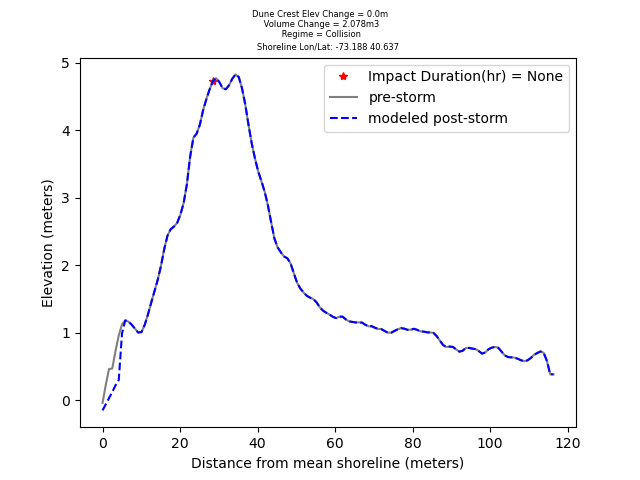 Dune Crest Elev Change = 0.0m
Volume Change = 2.078m3
Regime = Collision
Shoreline Lon/Lat: -73.188 40.637
Impact Duration(hr) = None
pre-storm
modeled post-storm
Elevation (meters)
5
4
3
2
1
0
0 20 40 60 80 100 120
Distance from mean shoreline (meters)